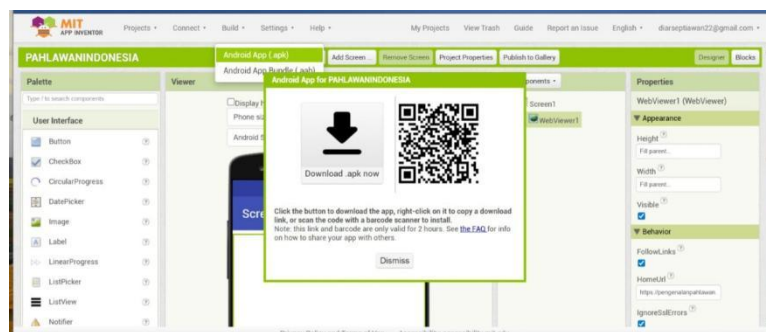 MIT
APP INVENTOR
Projects
Connect
Build
Settings
Help
My Projects
View Trash
Guide
Report an Issue
English
diarseptiawan22@gmail.com
PAHLAWANINDONESIA
Android App (.apk)
Android App Bundle (.aab)
Add Screen ...
Remove Screen
Project Properties
Publish to Gallery
Designer
Blocks
Palette
Type / to search components
User Interface
Button
CheckBox
CircularProgress
DatePicker
Image
Label
LinearProgress
ListPicker
ListView
Notifier
Viewer
Display
Phone
Android
Android App for PAHLAWANINDONESIA
Download .apk now
Click the button to download the app, right-click on it to copy a download
link, or scan the code with a barcode scanner to install.
Note: this link and barcode are only valid for 2 hours. See the FAQ for info
on how to share your app with others.
Dismiss
Screen1
WebViewer1
Properties
WebViewer1 (WebViewer)
Appearance
Height
Fill parent...
Width
Fill parent...
Visible
Behavior
FollowLinks
HomeUrl
IgnoreSslErrors